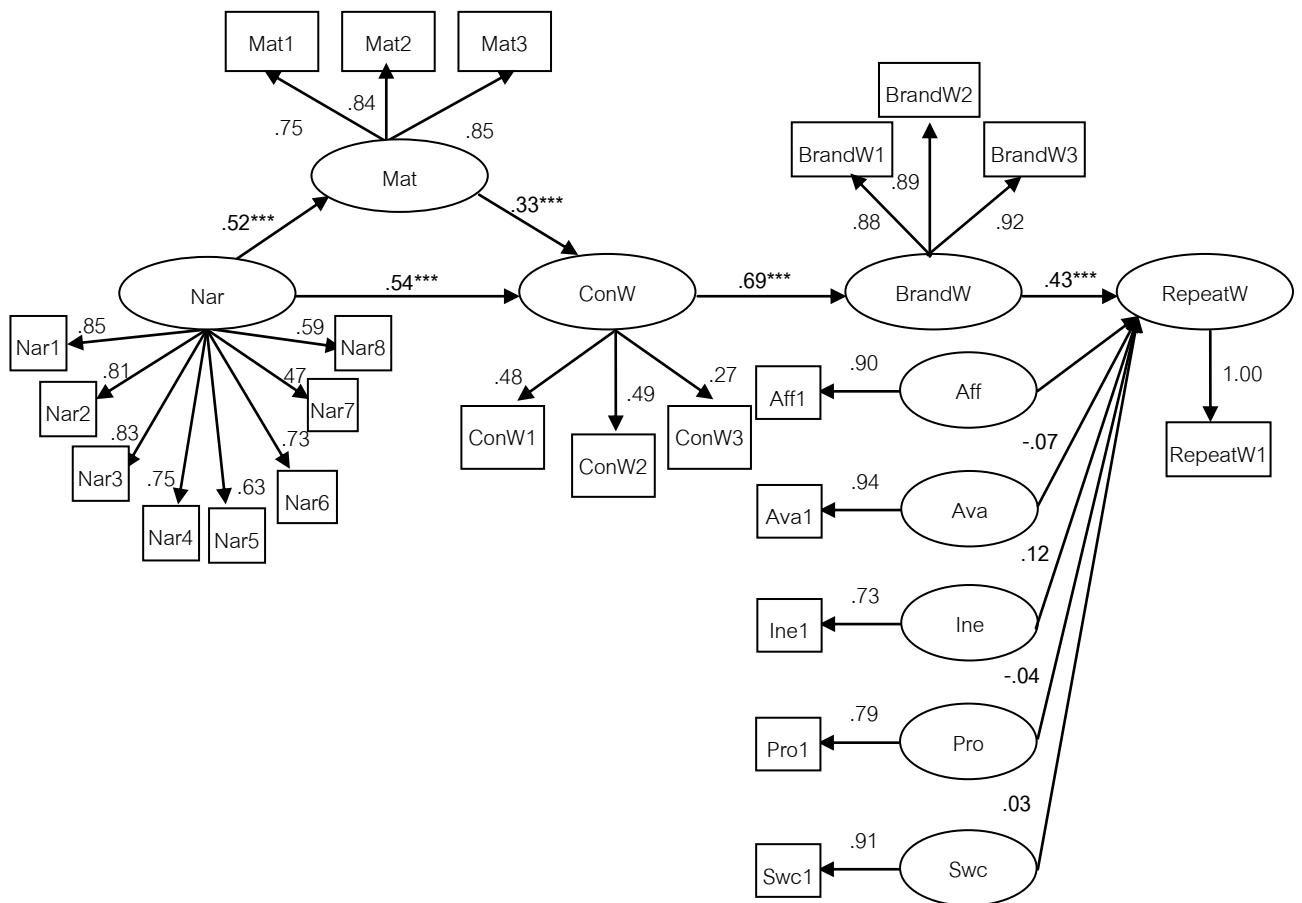 Mat1
Mat2
Mat3
.75
.84
.85
Mat
BrandW2
BrandW1
BrandW3
.88
.89
.92
.52***
.33***
Nar
.54***
ConW
.69***
BrandW
.43***
RepeatW
Nar1
.85
.59
Nar8
Nar2
.81
.47
Nar7
Nar3
.83
.73
Nar6
.75
.63
Nar4
Nar5
.48
.49
.27
ConW1
ConW2
ConW3
1.00
RepeatW1
Aff1
.90
Aff
-.07
Ava1
.94
Ava
.12
Ine1
.73
Ine
-.04
Pro1
.79
Pro
.03
Swc1
.91
Swc